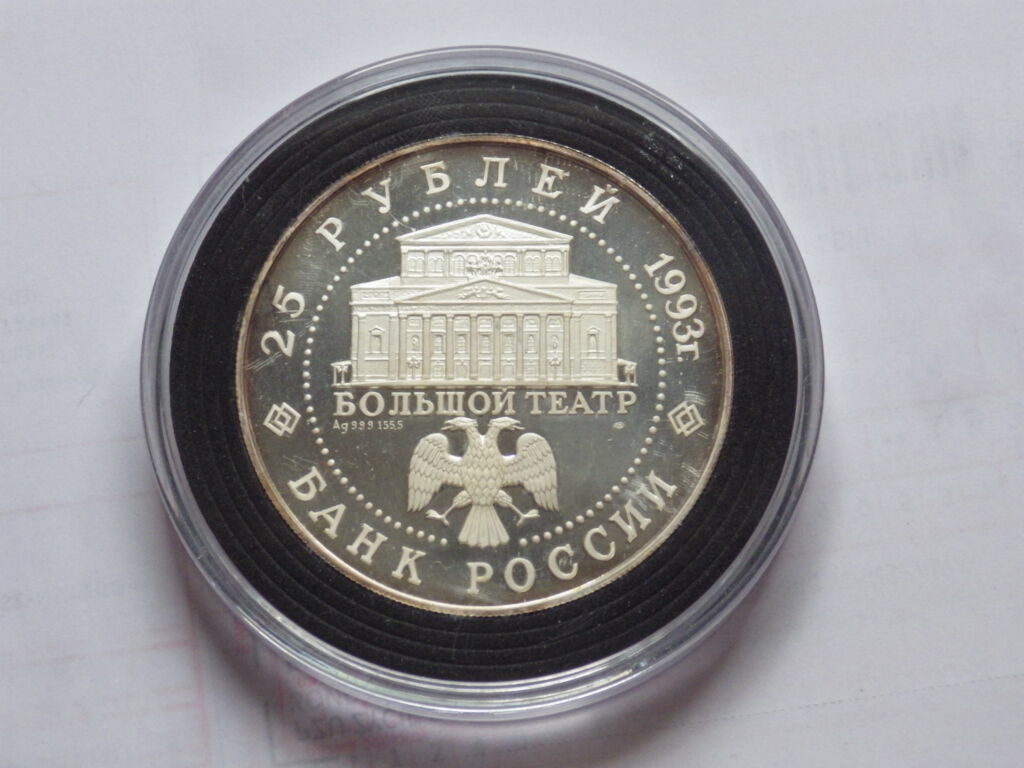 25 РУБЛЕЙ 1993г.
БОЛЬШОЙ ТЕАТР
Ag 999 155,5
БАНК РОССИИ